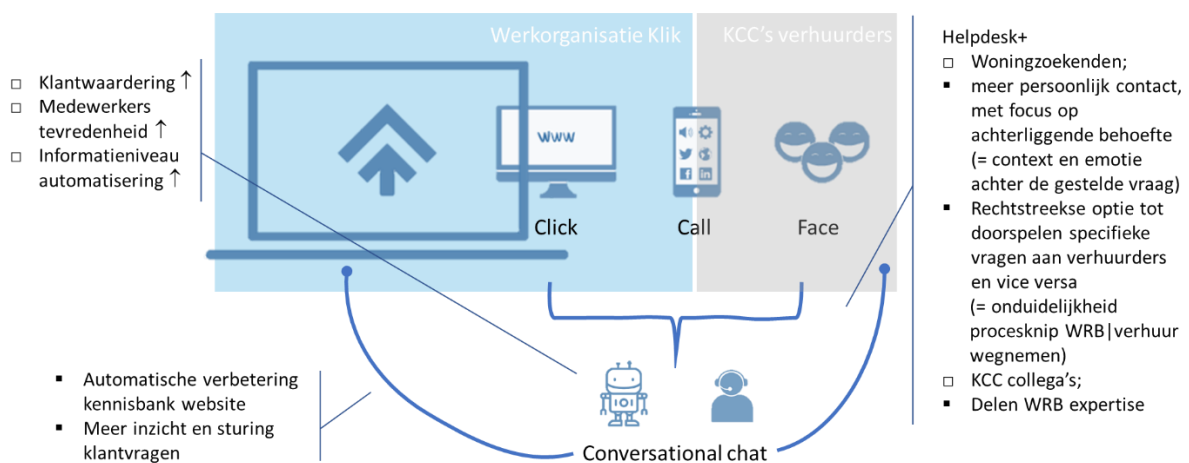 Werkorganisatie Klik
KCC's verhuurders
□ Klantwaardering ↑
□ Medewerkers
tevredenheid ↑
□ Informatieniveau
automatisering ↑
www
Click
Call
Face
Helpdesk+
□ Woningzoekenden;
▪ meer persoonlijk contact,
met focus op
achterliggende behoefte
(= context en emotie
achter de gestelde vraag)
▪ Rechtstreekse optie tot
doorspelen specifieke
vragen aan verhuurders
en vice versa
(= onduidelijkheid
procesknip WRB|verhuur
wegnemen)
□ KCC collega's;
▪ Delen WRB expertise
▪ Automatische verbetering
kennisbank website
▪ Meer inzicht en sturing
klantvragen
Conversational chat